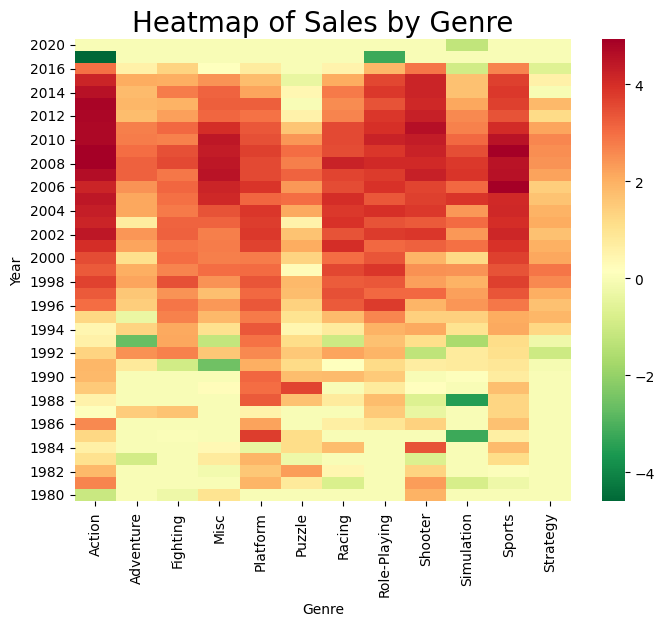 Heatmap of Sales by Genre
Year
2020
2016
2014
2012
2010
2008
2006
2004
2002
2000
1998
1996
1994
1992
1990
1988
1986
1984
1982
1980
Action
Adventure
Fighting
Misc
Platform
Puzzle
Racing
Role-Playing
Shooter
Simulation
Sports
Strategy
Genre
4
2
0
−2
−4